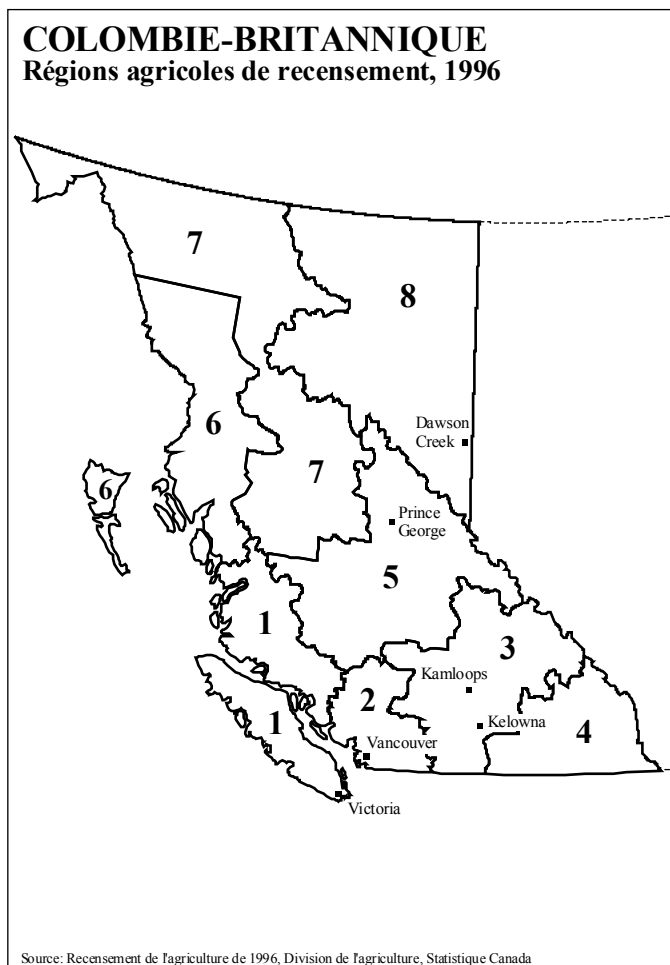 COLOMBIE-BRITANNIQUE
Régions agricoles de recensement, 1996
7
8
6
Dawson
Creek
7
6
Prince
George
5
1
3
Kamloops
2
1
Kelowna
4
Vancouver
Victoria
Source: Recensement de l'agriculture de 1996, Division de l'agriculture, Statistique Canada